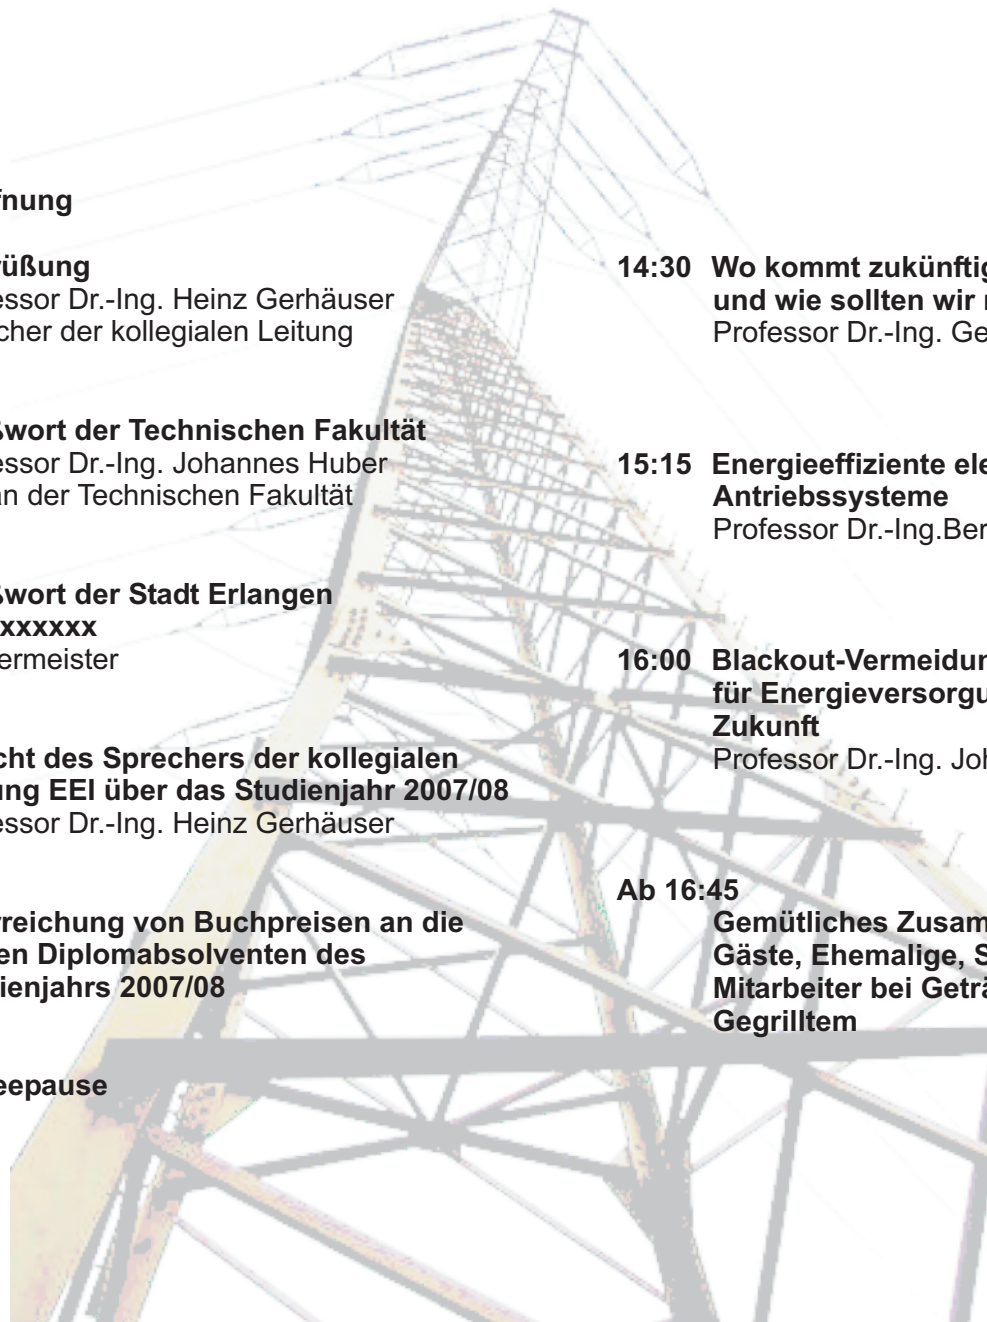 fnung
rüßung
essor Dr.-Ing. Heinz Gerhäuser
cher der kollegialen Leitung
ßwort der Technischen Fakultät
essor Dr.-Ing. Johannes Huber
an der Technischen Fakultät
ßwort der Stadt Erlangen
xxxxxx
ermeister
cht des Sprechers der kollegialen
ung EEI über das Studienjahr 2007/08
essor Dr.-Ing. Heinz Gerhäuser
rreichung von Buchpreisen an die
en Diplomabsolventen des
ienjahrs 2007/08
eepause
14:30 Wo kommt zukünftig
und wie sollten wir
Professor Dr.-Ing. Ge
15:15 Energieeffiziente ele
Antriebssysteme
Professor Dr.-Ing.Ber
16:00 Blackout-Vermeidun
für Energieversorgu
Zukunft
Professor Dr.-Ing. Joh
Ab 16:45
Gemütliches Zusam
Gäste, Ehemalige, S
Mitarbeiter bei Geträ
Gegrilltem